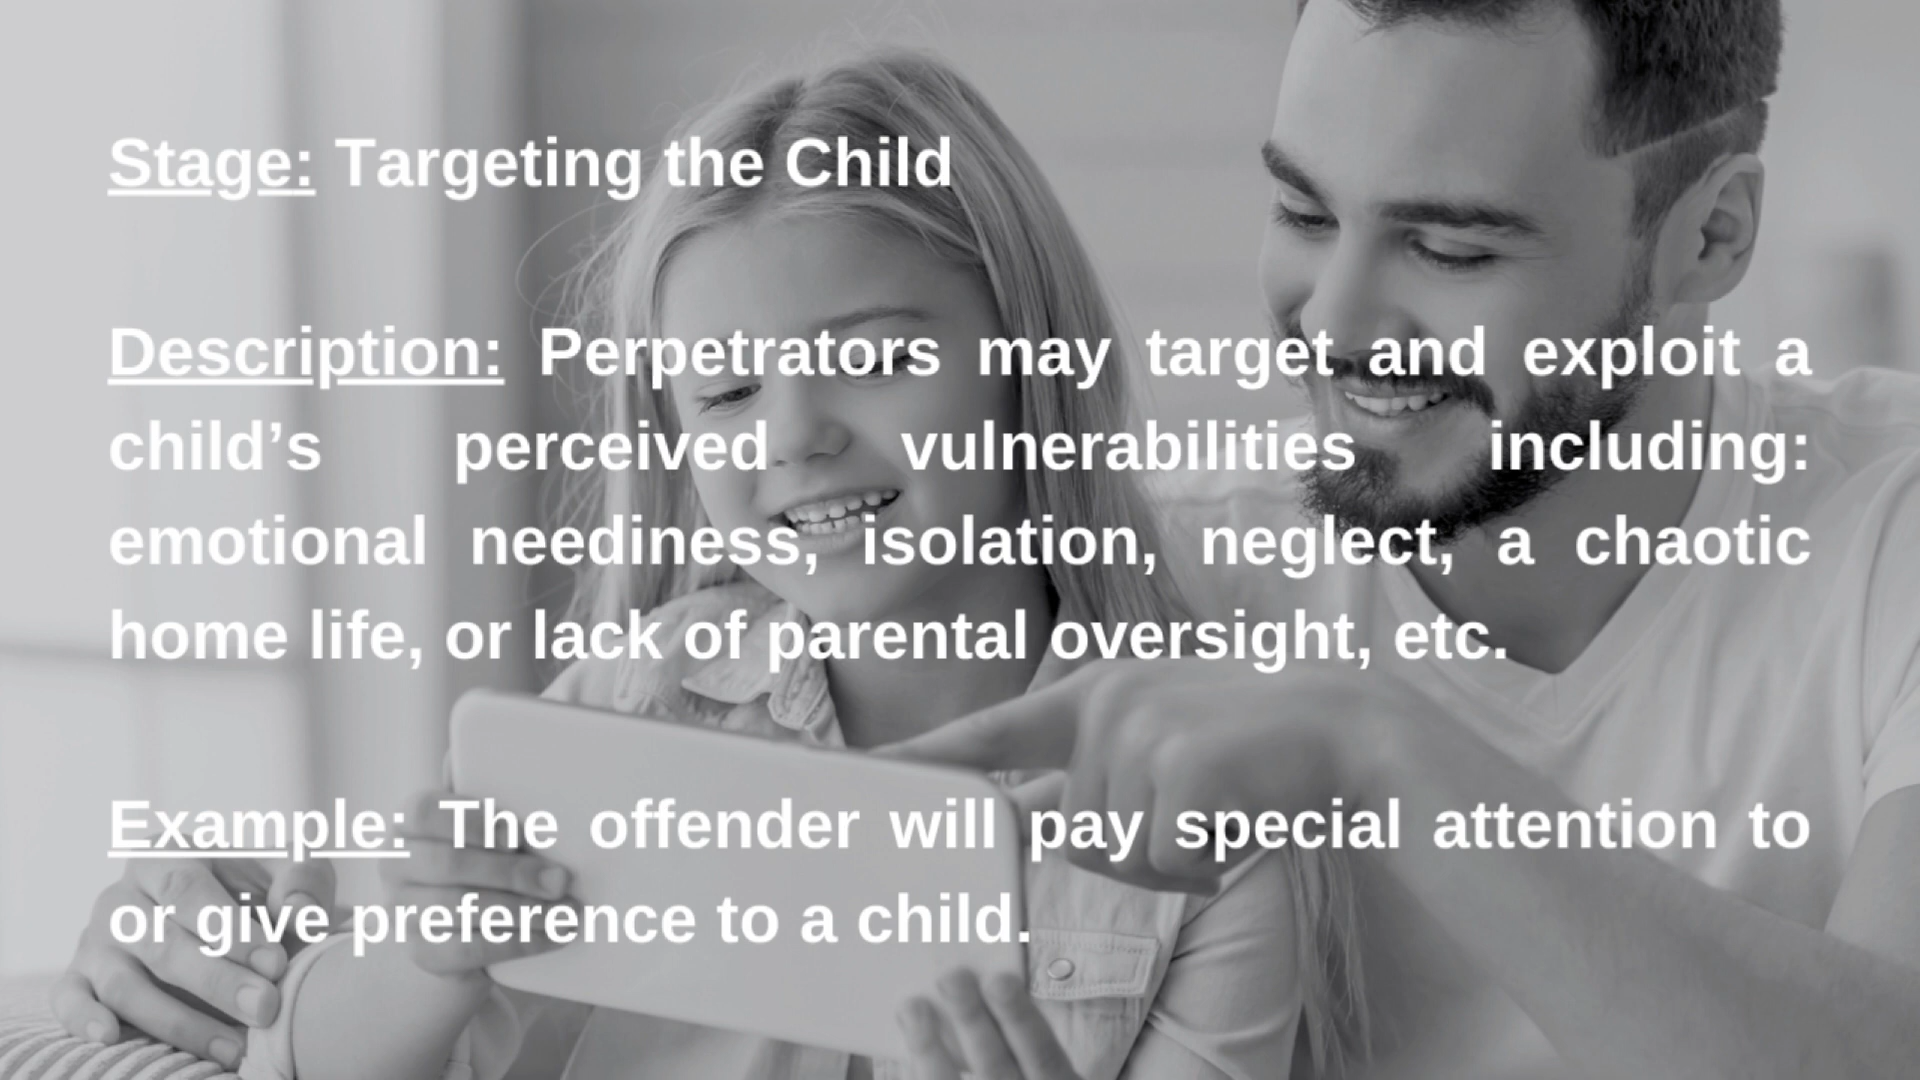 Stage: Targeting the Child
Description: Perpetrators may target and exploit a
child’s perceived vulnerabilities including:
emotional neediness, isolation, neglect, a chaotic
home life, or lack of parental oversight, etc.
Example: The offender will pay special attention to
or give preference to a child.